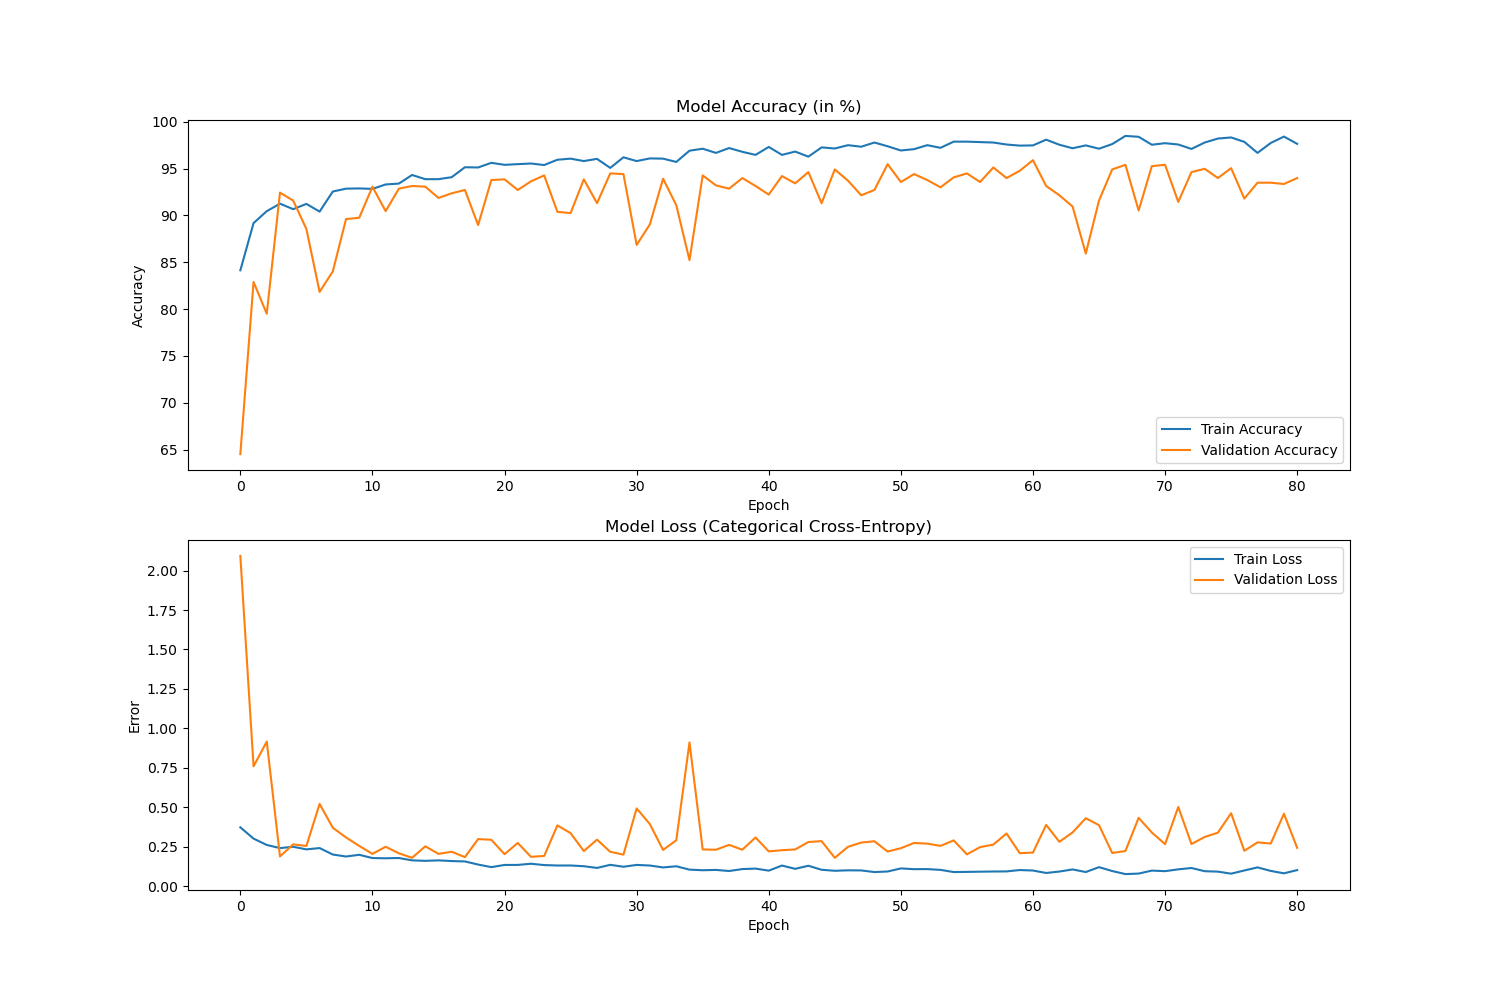 Model Accuracy (in %)
100
95
90
85
80
75
70
65
Accuracy
Train Accuracy
Validation Accuracy
0 10 20 30 40 50 60 70 80
Epoch
Model Loss (Categorical Cross-Entropy)
2.00
1.75
1.50
1.25
1.00
0.75
0.50
0.25
0.00
Error
Train Loss
Validation Loss
0 10 20 30 40 50 60 70 80
Epoch